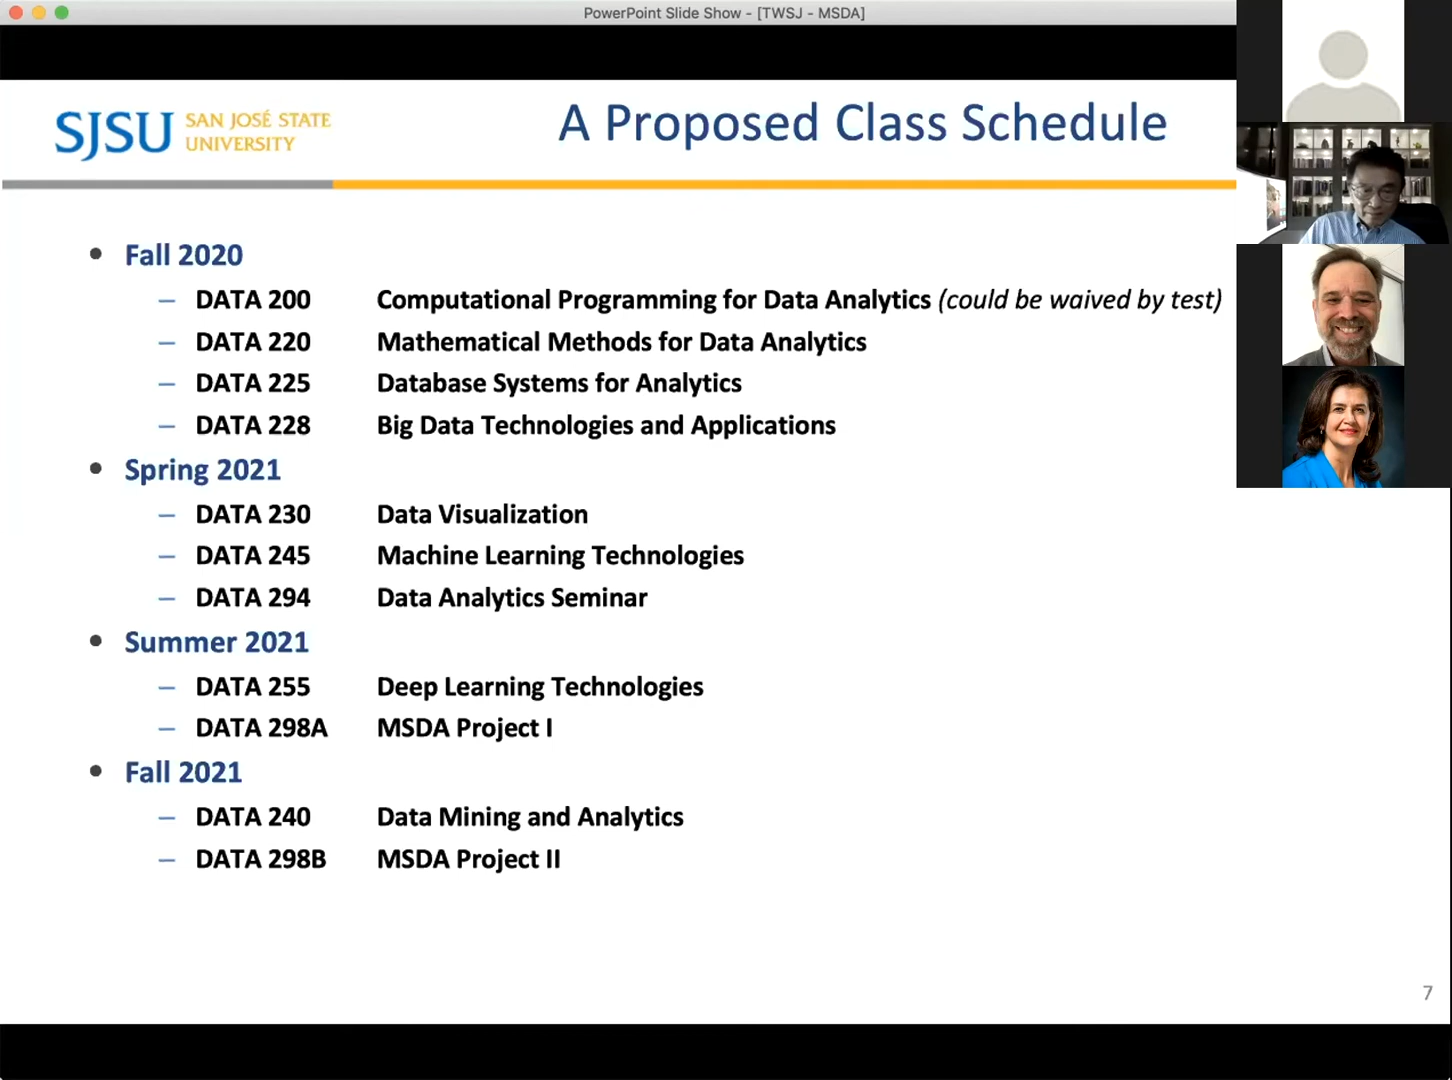 PowerPoint Slide Show - [TWSJ - MSDA]
SJSU SAN JOSÉ STATE
UNIVERSITY
A Proposed Class Schedule
• Fall 2020
– DATA 200 Computational Programming for Data Analytics (could be waived by test)
– DATA 220 Mathematical Methods for Data Analytics
– DATA 225 Database Systems for Analytics
– DATA 228 Big Data Technologies and Applications
• Spring 2021
– DATA 230 Data Visualization
– DATA 245 Machine Learning Technologies
– DATA 294 Data Analytics Seminar
• Summer 2021
– DATA 255 Deep Learning Technologies
– DATA 298A MSDA Project I
• Fall 2021
– DATA 240 Data Mining and Analytics
– DATA 298B MSDA Project II
7